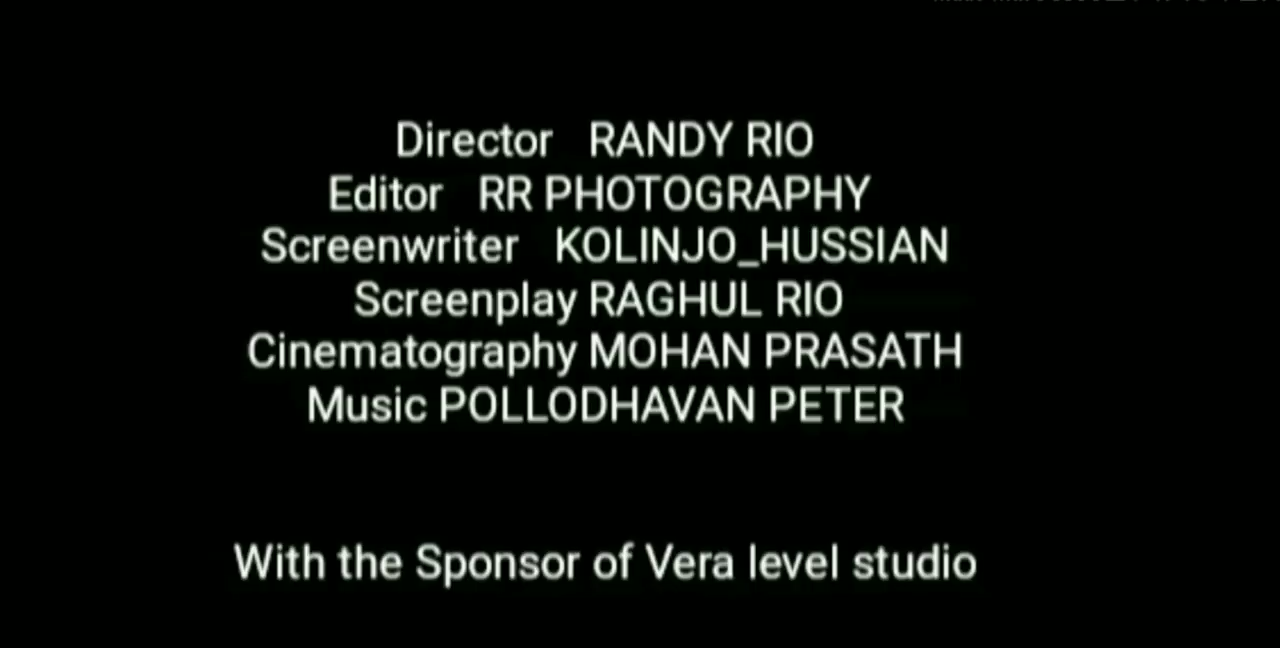 Director RANDY RIO
Editor RR PHOTOGRAPHY
Screenwriter KOLINJO_HUSSIAN
Screenplay RAGHUL RIO
Cinematography MOHAN PRASATH
Music POLLODHAVAN PETER
With the Sponsor of Vera level studio